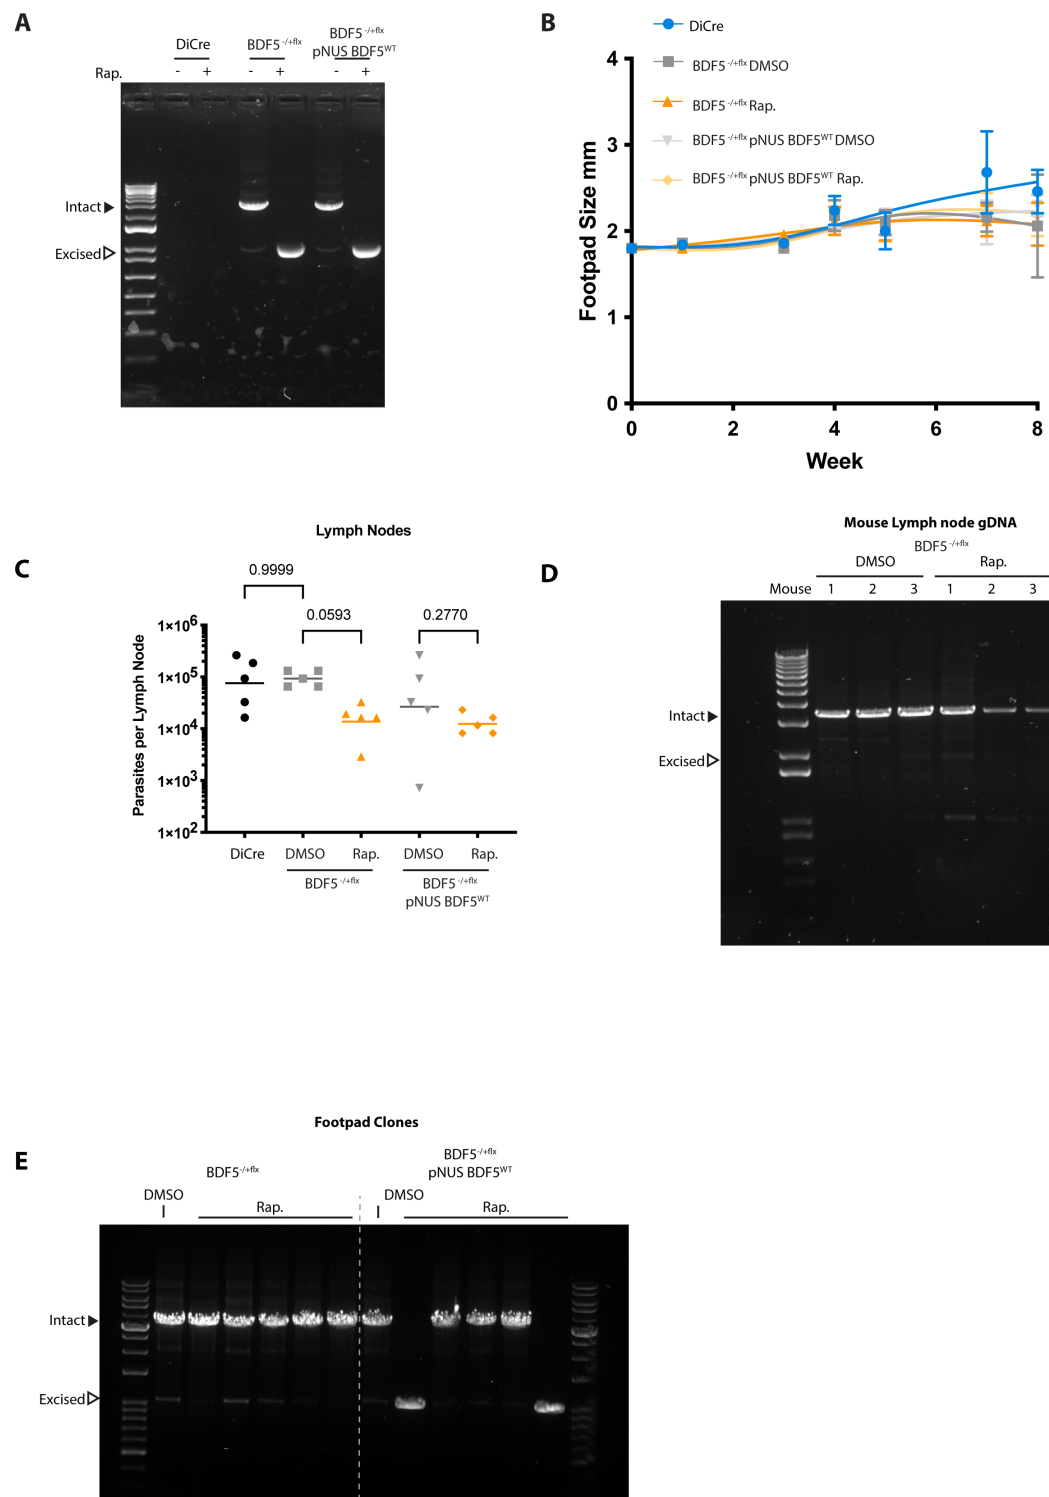 A
DiCre
BDF5 -/+flx
BDF5 -/+flx
pNUS BDF5WT
Rap.
- + - + - +
Intact
Excised
B
DiCre
BDF5 -/+flx DMSO
BDF5 -/+flx Rap.
BDF5 -/+flx pNUS BDF5WT DMSO
BDF5 -/+flx pNUS BDF5WT Rap.
Footpad Size mm
4
3
2
1
0
0 2 4 6 8
Week
C
Lymph Nodes
0.9999
0.0593
0.2770
Parasites per Lymph Node
1×10^6
1×10^5
1×10^4
1×10^3
1×10^2
DiCre DMSO Rap. DMSO Rap.
BDF5 -/+flx
BDF5 -/+flx
pNUS BDF5WT
D
Mouse Lymph node gDNA
BDF5 -/+flx
DMSO Rap.
Mouse 1 2 3 1 2 3
Intact
Excised
E
Footpad Clones
BDF5 -/+flx
BDF5 -/+flx
pNUS BDF5WT
DMSO Rap. DMSO Rap.
Intact
Excised